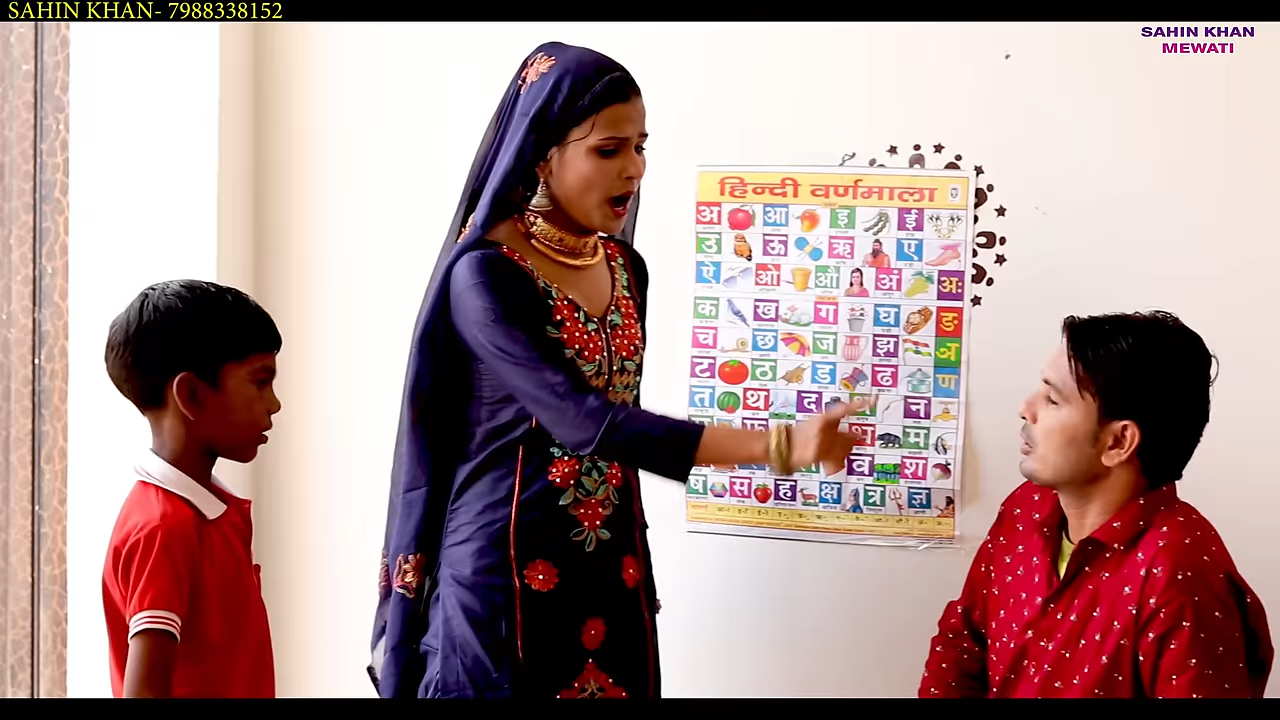 SAHIN KHAN- 7988338152
SAHIN KHAN
MEWATI
हिन्दी वर्णमाला
अ आ इ ई
उ ऊ ऋ ए
ऐ ओ औ अं अः
क ख ग घ ङ
च छ ज झ ञ
ट ठ ड ढ ण
त थ द न
भ म
व श
ष स ह क्ष त्र ज्ञ